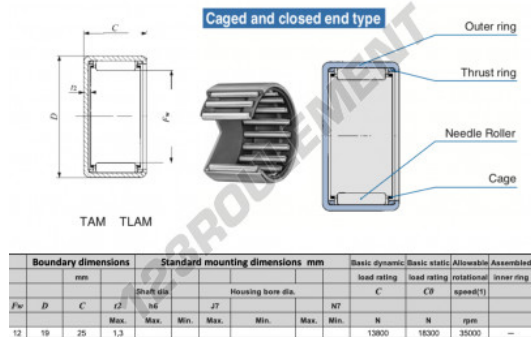 Caged and closed end type
C
t2
D
Fw
TAM TLAM
Outer ring
Thrust ring
Needle Roller
Cage
123ROULEMENT
Boundary dimensions Standard mounting dimensions mm Basic dynamic Basic static Allowable Assembled
mm load rating load rating rotational inner ring
Shaft dia Housing bore dia. C C0 speed(1)
Fw D C t2 h6 J7 N7
Max. Max. Min. Max. Min. Max. Min. N N rpm
12 19 25 1,3 13800 18300 35000 —